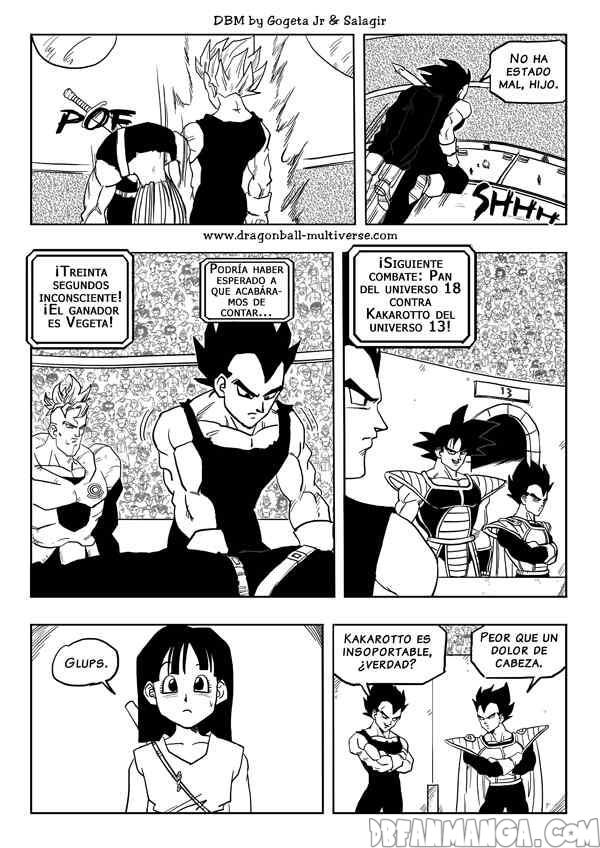 DBM by Gogeta Jr & Salagir
POF
No ha
estado
mal, hijo.
SHHH
www.dragonball-multiverse.com
¡Treinta
segundos
inconsciente!
¡El ganador
es Vegeta!
Podría haber
esperado a
que acabára-
mos de
contar...
¡Siguiente
combate: Pan
del universo 18
contra
Kakarotto del
universo 13!
13
Glups.
Kakarotto es
insoportable,
¿verdad?
Peor que un
dolor de
cabeza.
DBFANMANGA.COM